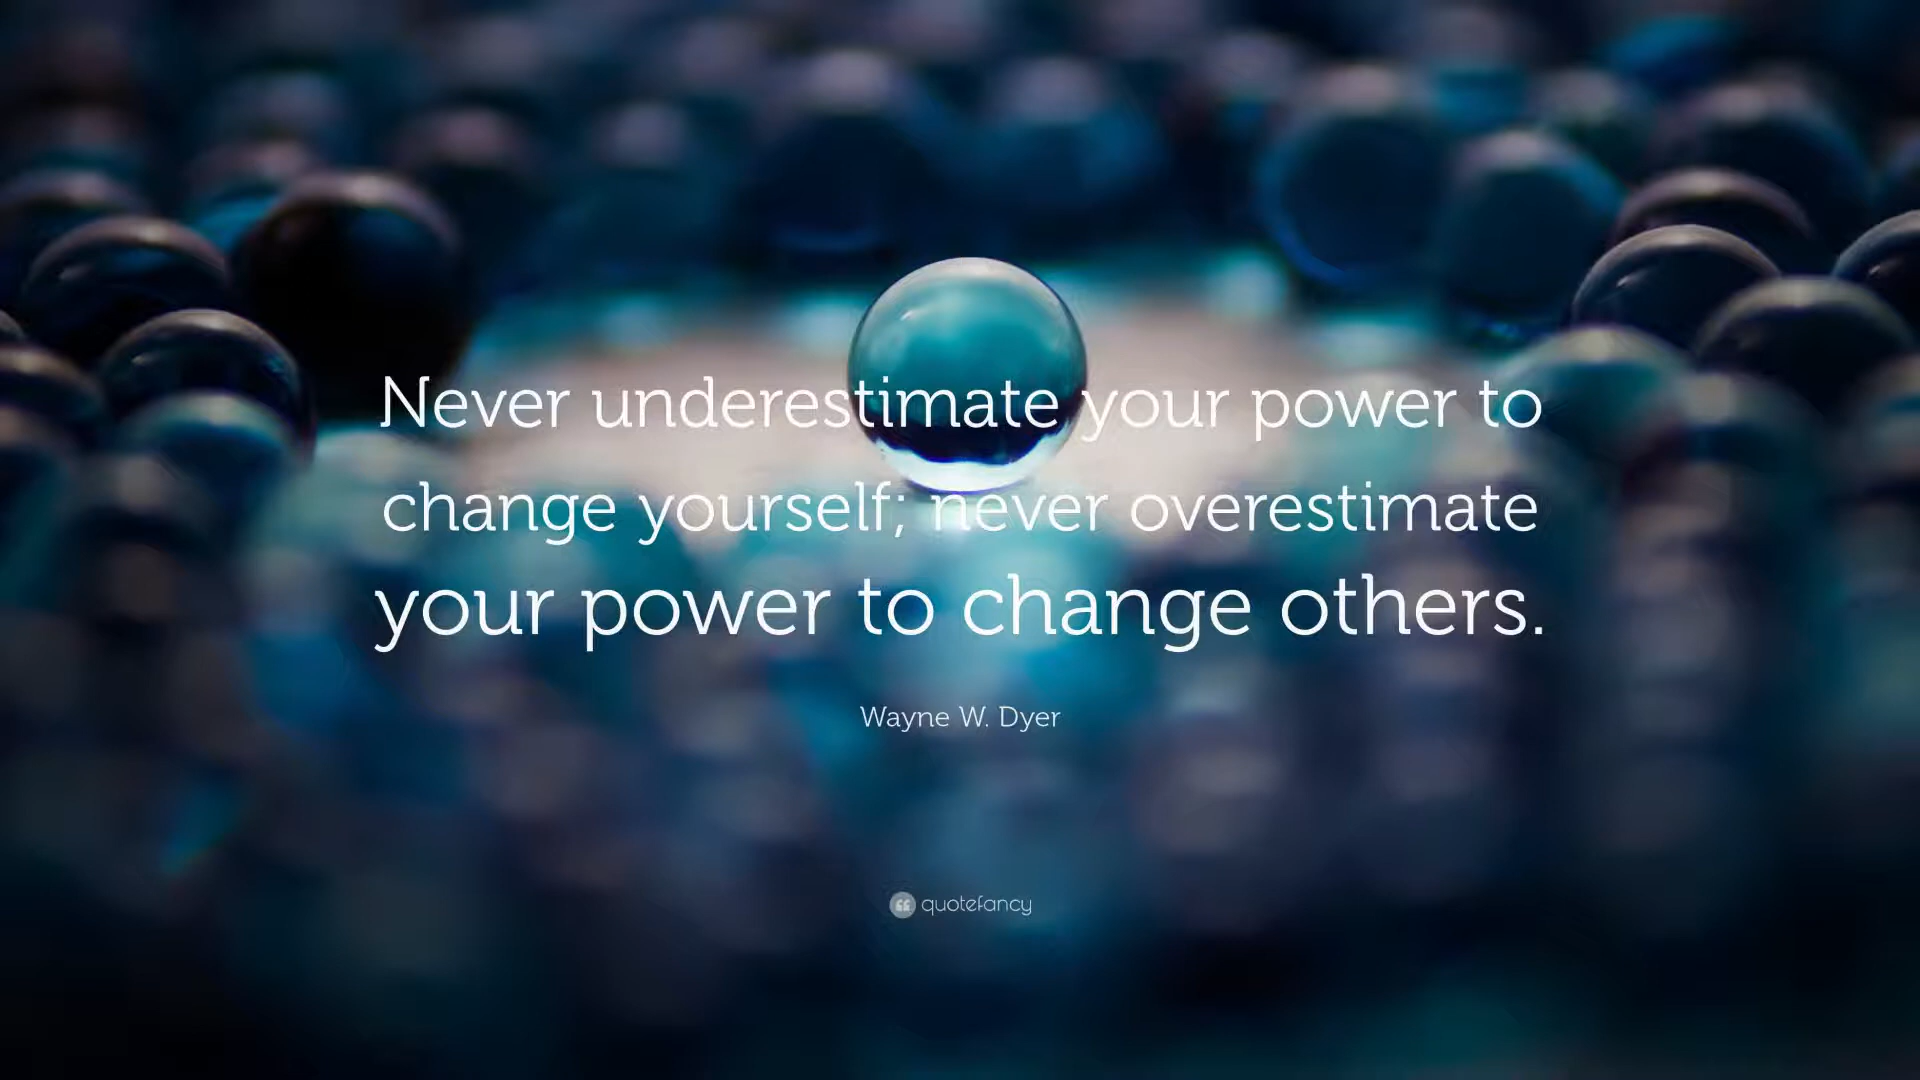 Never underestimate your power to
change yourself; never overestimate
your power to change others.
Wayne W. Dyer
quotefancy